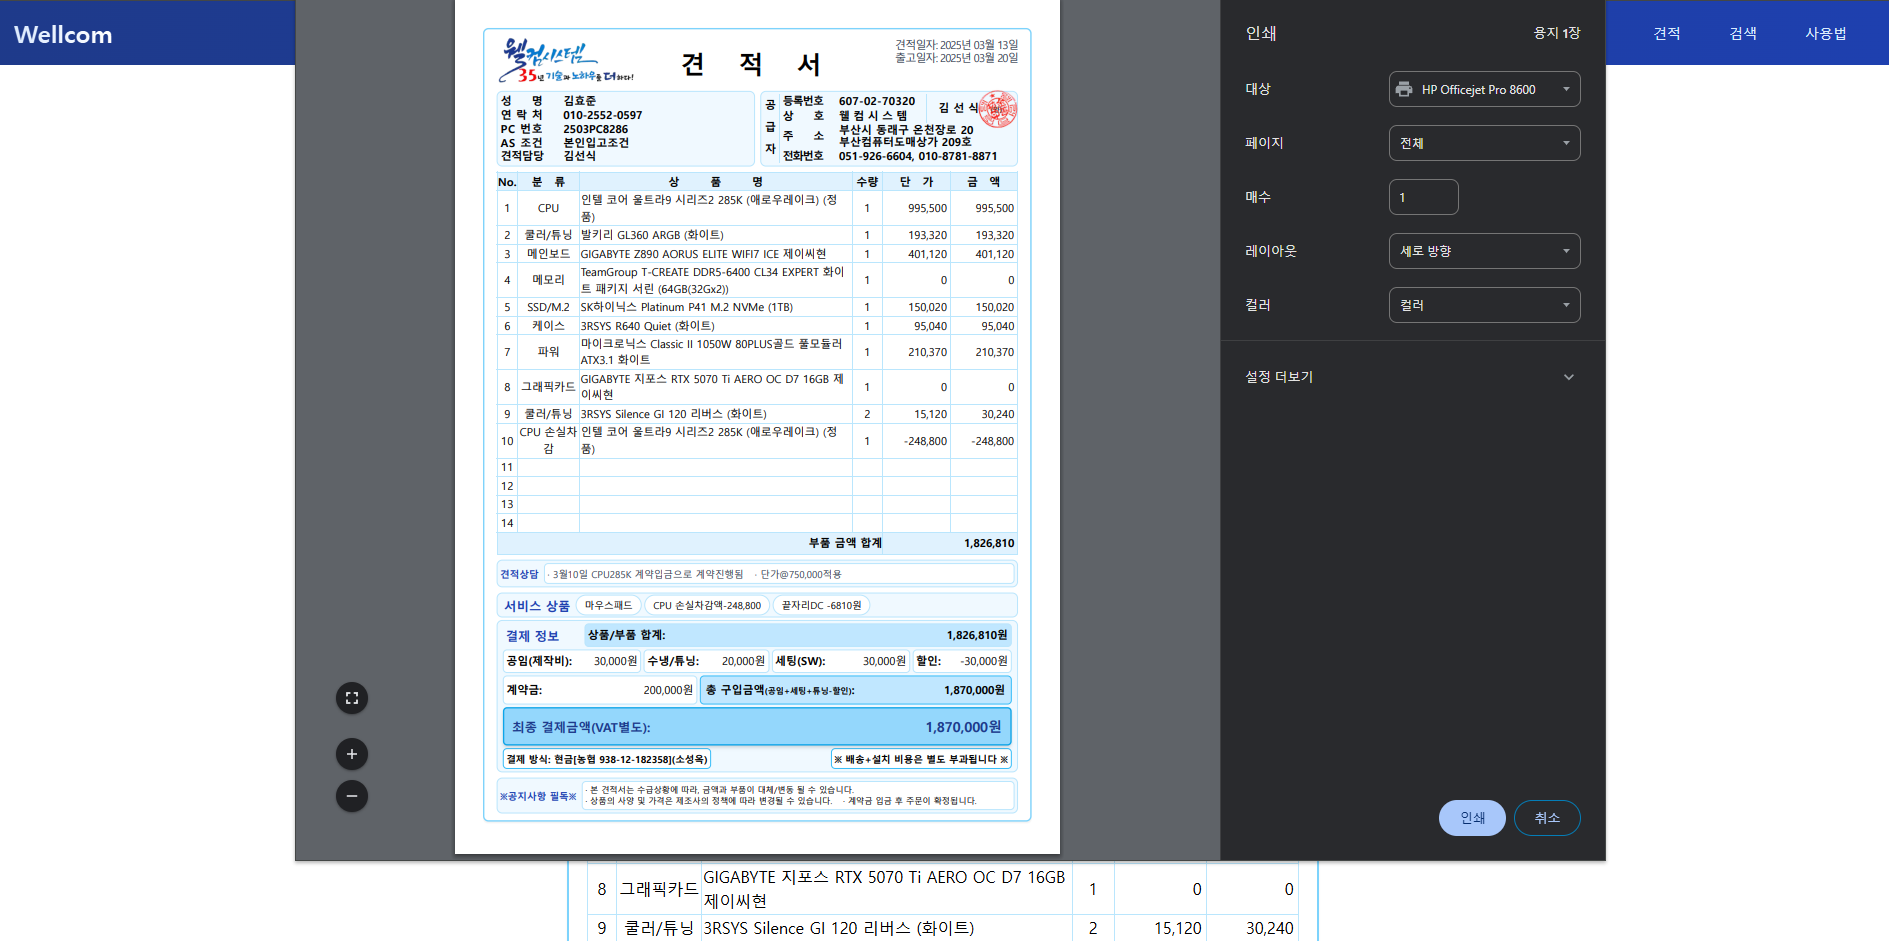 Wellcom
견적 검색 사용법
웰컴시스템
35년 기술과 노하우를 더하다!
견 적 서
견적일자: 2025년 03월 13일
출고일자: 2025년 03월 20일
성 명 김효준
연 락 처 010-2552-0597
PC 번호 2503PC8286
AS 조건 본인입고조건
견적담당 김선식
공급자
등록번호 607-02-70320 김 선 식
상 호 웰 컴 시 스 템
주 소 부산시 동래구 온천장로 20
부산컴퓨터도매상가 209호
전화번호 051-926-6604, 010-8781-8871
No. 분 류 상 품 명 수량 단 가 금 액
1 CPU 인텔 코어 울트라9 시리즈2 285K (애로우레이크) (정품) 1 995,500 995,500
2 쿨러/튜닝 발키리 GL360 ARGB (화이트) 1 193,320 193,320
3 메인보드 GIGABYTE Z890 AORUS ELITE WIFI7 ICE 제이씨현 1 401,120 401,120
4 메모리 TeamGroup T-CREATE DDR5-6400 CL34 EXPERT 화이트 패키지 서린 (64GB(32Gx2)) 1 0 0
5 SSD/M.2 SK하이닉스 Platinum P41 M.2 NVMe (1TB) 1 150,020 150,020
6 케이스 3RSYS R640 Quiet (화이트) 1 95,040 95,040
7 파워 마이크로닉스 Classic II 1050W 80PLUS골드 풀모듈러 ATX3.1 화이트 1 210,370 210,370
8 그래픽카드 GIGABYTE 지포스 RTX 5070 Ti AERO OC D7 16GB 제이씨현 1 0 0
9 쿨러/튜닝 3RSYS Silence GI 120 리버스 (화이트) 2 15,120 30,240
10 CPU 손실차감 인텔 코어 울트라9 시리즈2 285K (애로우레이크) (정품) 1 -248,800 -248,800
11
12
13
14
부품 금액 합계 1,826,810
견적상담 · 3월10일 CPU285K 계약입금으로 계약진행됨 · 단가@750,000적용
서비스 상품 마우스패드 CPU 손실차감액-248,800 끝자리DC -6810원
결제 정보 상품/부품 합계: 1,826,810원
공임(제작비): 30,000원 수냉/튜닝: 20,000원 세팅(SW): 30,000원 할인: -30,000원
계약금: 200,000원 총 구입금액(공임+세팅+튜닝-할인): 1,870,000원
최종 결제금액(VAT별도): 1,870,000원
결제 방식: 현금[농협 938-12-182358](소성옥) ※ 배송+설치 비용은 별도 부과됩니다 ※
※공지사항 필독※ · 본 견적서는 수급상황에 따라, 금액과 부품이 대체/변동 될 수 있습니다.
· 상품의 사양 및 가격은 제조사의 정책에 따라 변경될 수 있습니다. · 계약금 입금 후 주문이 확정됩니다.
인쇄 용지 1장
대상 HP Officejet Pro 8600
페이지 전체
매수 1
레이아웃 세로 방향
컬러 컬러
설정 더보기
인쇄 취소
8 그래픽카드 GIGABYTE 지포스 RTX 5070 Ti AERO OC D7 16GB 1 0 0
제이씨현
9 쿨러/튜닝 3RSYS Silence GI 120 리버스 (화이트) 2 15,120 30,240